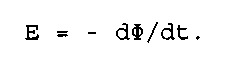 E = - dΦ/dt.